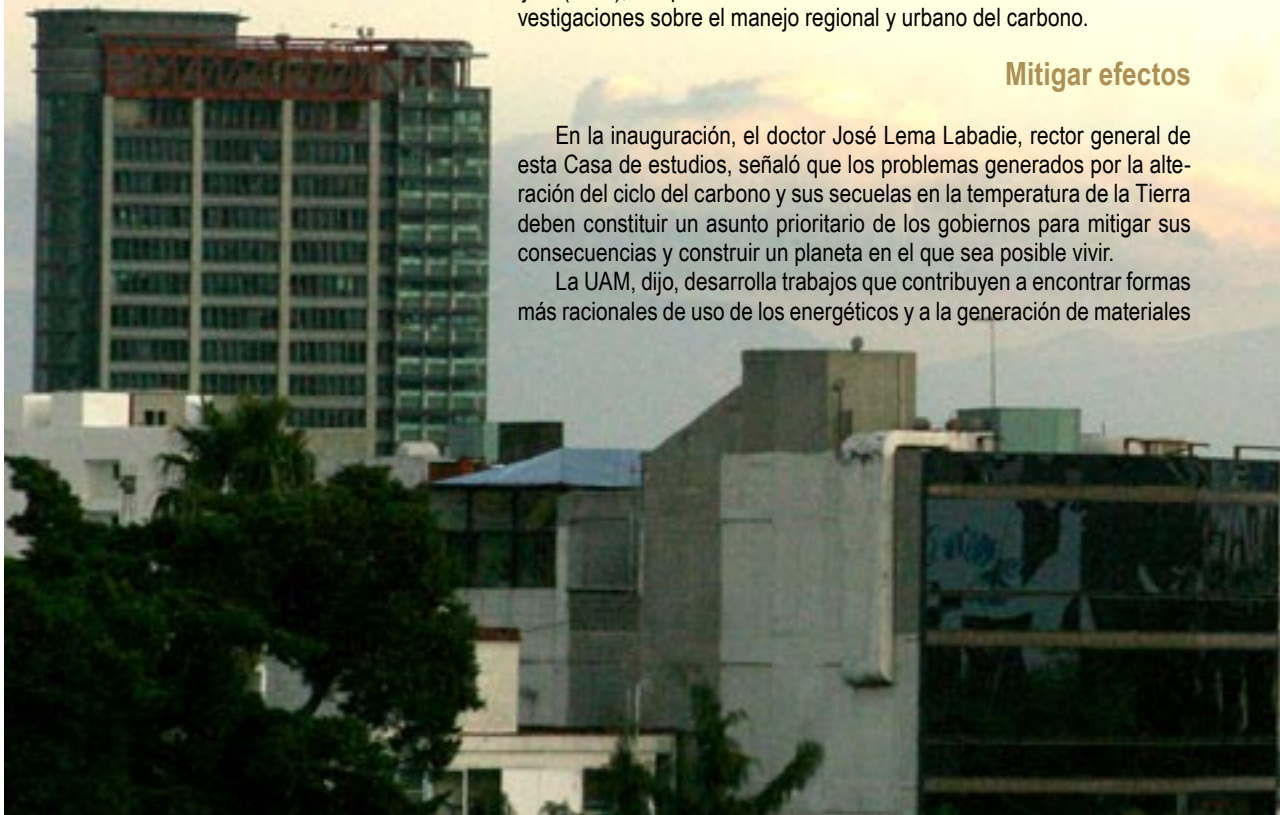 vestigaciones sobre el manejo regional y urbano del carbono.
Mitigar efectos
En la inauguración, el doctor José Lema Labadie, rector general de
esta Casa de estudios, señaló que los problemas generados por la alte-
ración del ciclo del carbono y sus secuelas en la temperatura de la Tierra
deben constituir un asunto prioritario de los gobiernos para mitigar sus
consecuencias y construir un planeta en el que sea posible vivir.
La UAM, dijo, desarrolla trabajos que contribuyen a encontrar formas
más racionales de uso de los energéticos y a la generación de materiales